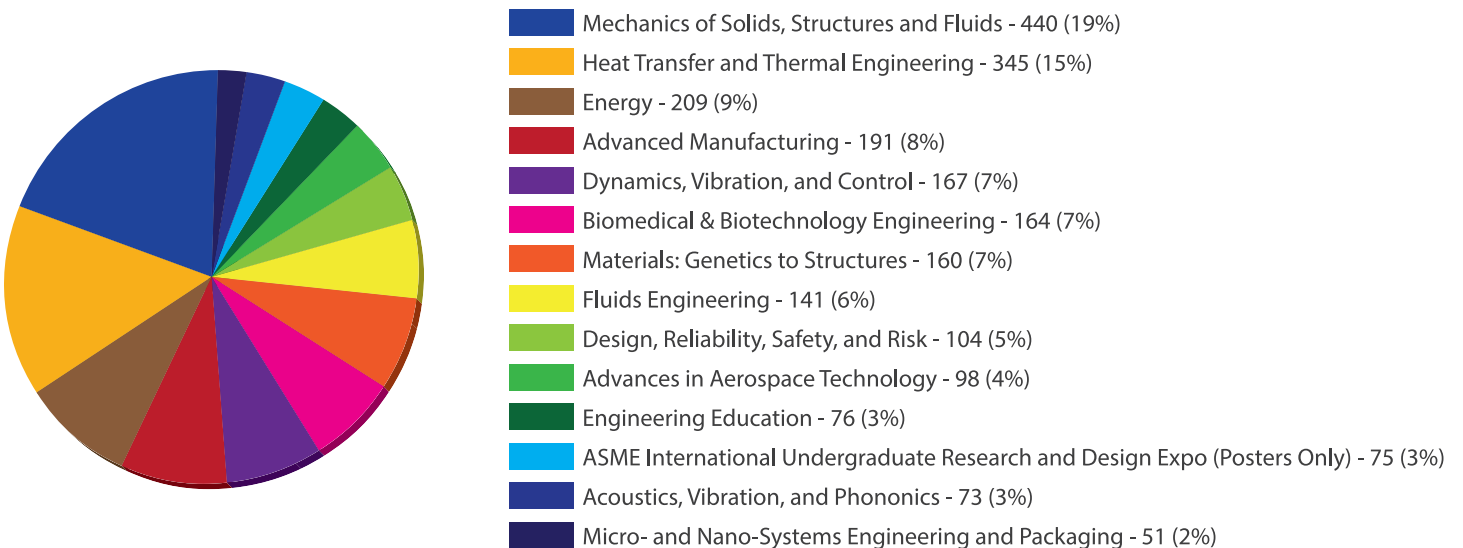 Mechanics of Solids, Structures and Fluids - 440 (19%)
Heat Transfer and Thermal Engineering - 345 (15%)
Energy - 209 (9%)
Advanced Manufacturing - 191 (8%)
Dynamics, Vibration, and Control - 167 (7%)
Biomedical & Biotechnology Engineering - 164 (7%)
Materials: Genetics to Structures - 160 (7%)
Fluids Engineering - 141 (6%)
Design, Reliability, Safety, and Risk - 104 (5%)
Advances in Aerospace Technology - 98 (4%)
Engineering Education - 76 (3%)
ASME International Undergraduate Research and Design Expo (Posters Only) - 75 (3%)
Acoustics, Vibration, and Phononics - 73 (3%)
Micro- and Nano-Systems Engineering and Packaging - 51 (2%)